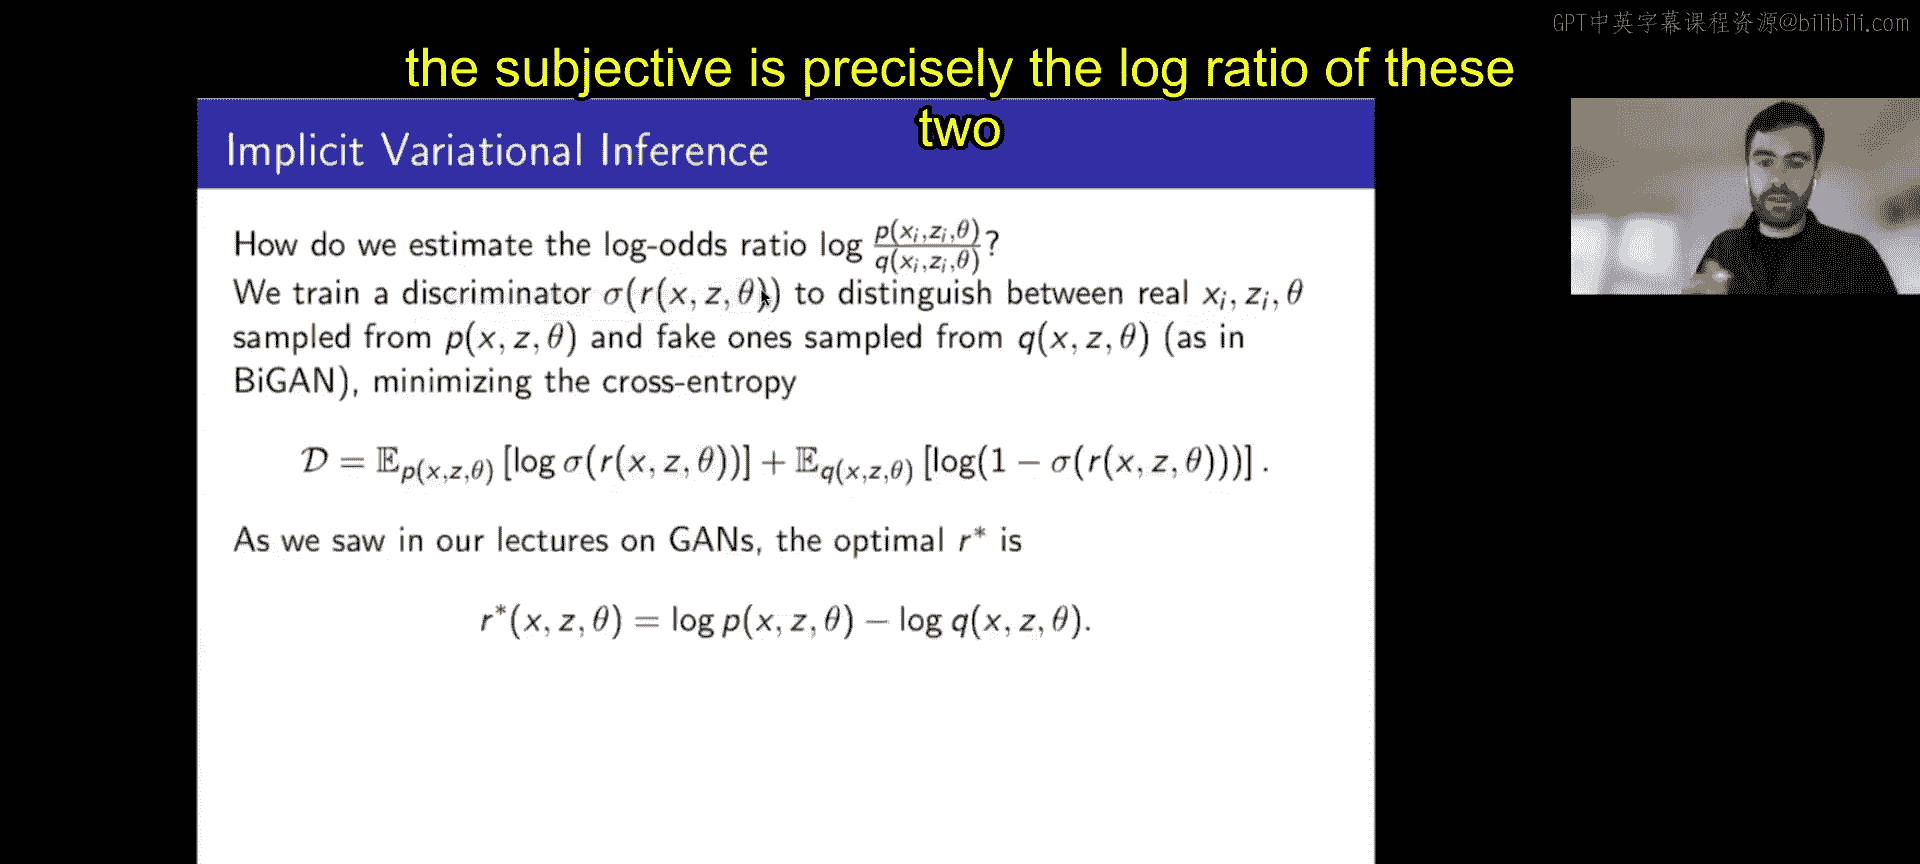 GPT中英字幕课程资源@bilibili.com
the subjective is precisely the log ratio of these
two
Implicit Variational Inference
How do we estimate the log-odds ratio log p(xᵢ,zᵢ,θ)/q(xᵢ,zᵢ,θ)?
We train a discriminator σ(r(x, z, θ)) to distinguish between real xᵢ, zᵢ, θ
sampled from p(x, z, θ) and fake ones sampled from q(x, z, θ) (as in
BiGAN), minimizing the cross-entropy
𝒟 = 𝔼_{p(x,z,θ)} [log σ(r(x, z, θ))] + 𝔼_{q(x,z,θ)} [log(1 − σ(r(x, z, θ)))] .
As we saw in our lectures on GANs, the optimal r* is
r*(x, z, θ) = log p(x, z, θ) − log q(x, z, θ).